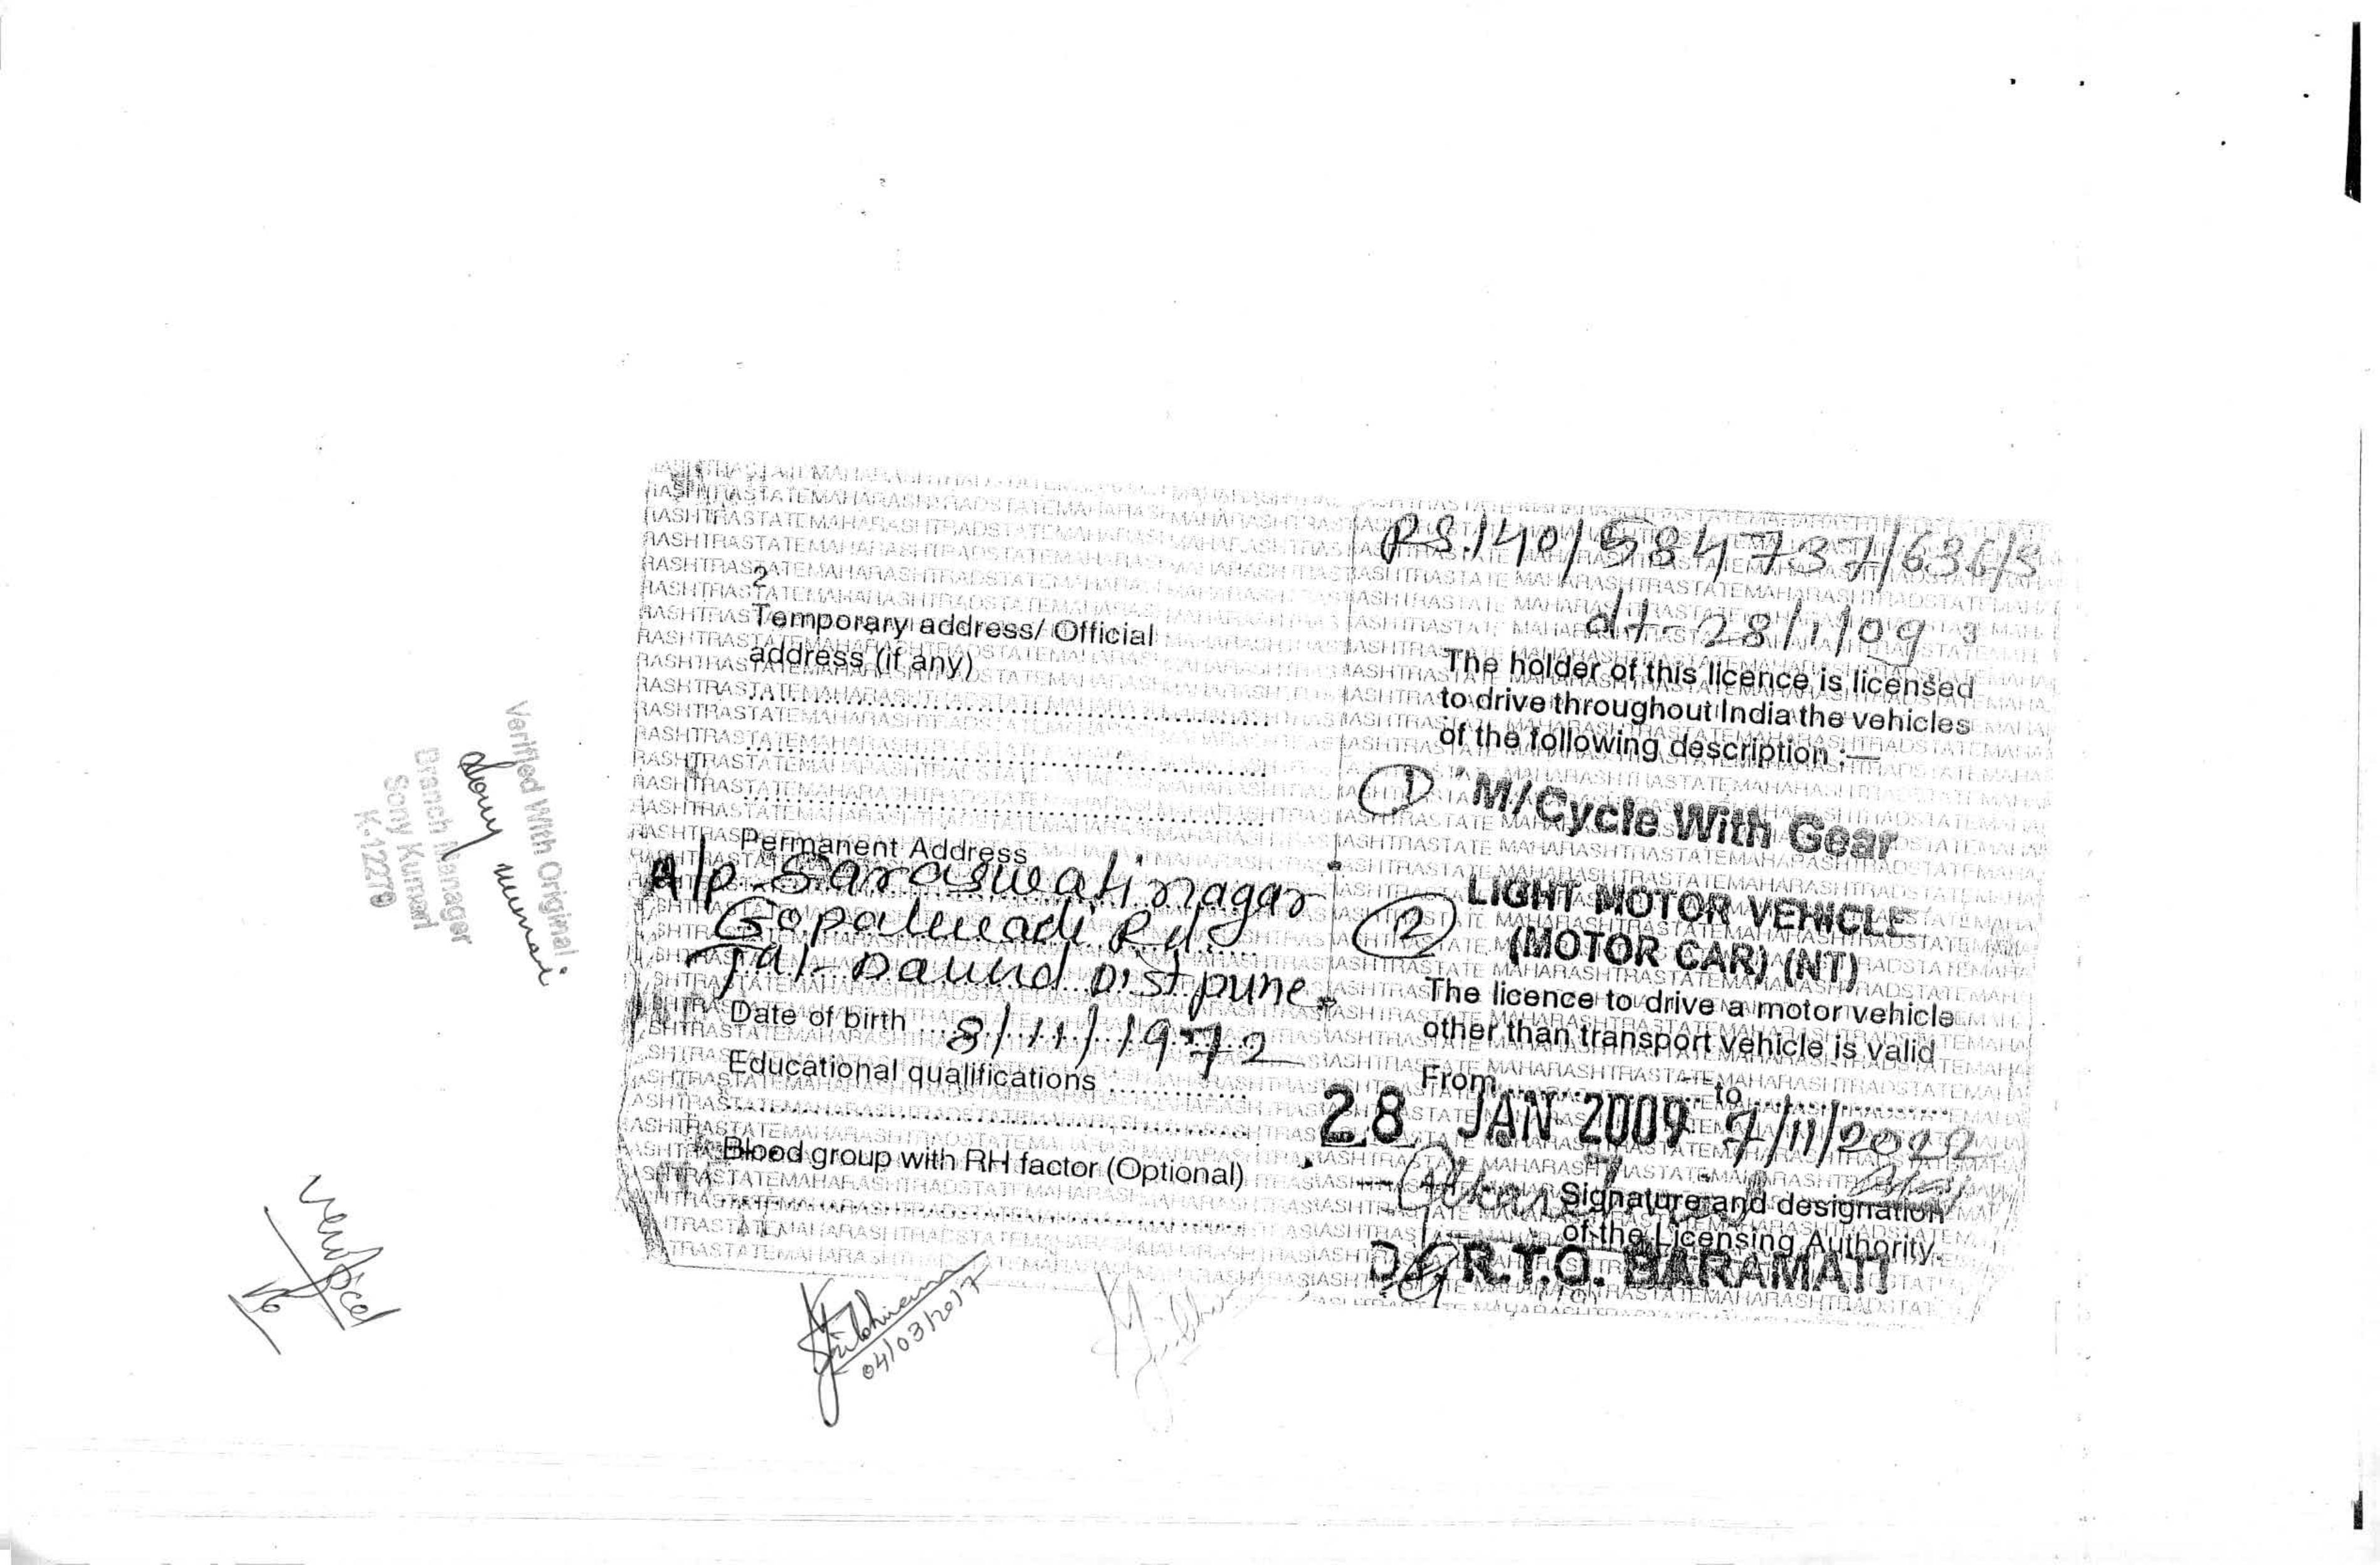 2
Temporary address/ Official
address (if any)
Permanent Address
A/p Saraswatinagar
Gopalwadi Rd.
Tal-Daund Dist pune.
Date of birth 8/11/1972
Educational qualifications
Blood group with RH factor (Optional)
RS.140/584737/636/5
dt-28/1/09
3
The holder of this licence is licensed
to drive throughout India the vehicles
of the following description :—
① M/Cycle With Gear
② LIGHT MOTOR VEHICLE
(MOTOR CAR) (NT)
The licence to drive a motor vehicle
other than transport vehicle is valid
From to
28 JAN 2009 7/11/2022
Signature and designation
of the Licensing Authority.
R.T.O. BARAMATI
Verified With Original
Sony Kumari
Branch Manager
Sony Kumari
K-12279
Verified
04/03/2017